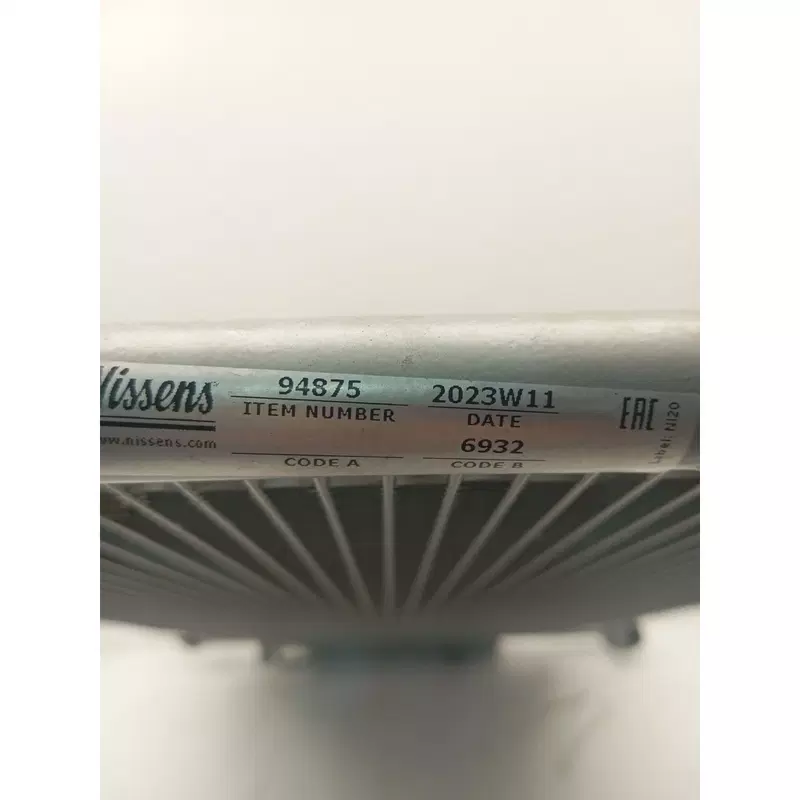 Nissens
www.nissens.com
94875
ITEM NUMBER
CODE A
2023W11
DATE
6932
CODE B
EAC
Label: NI20